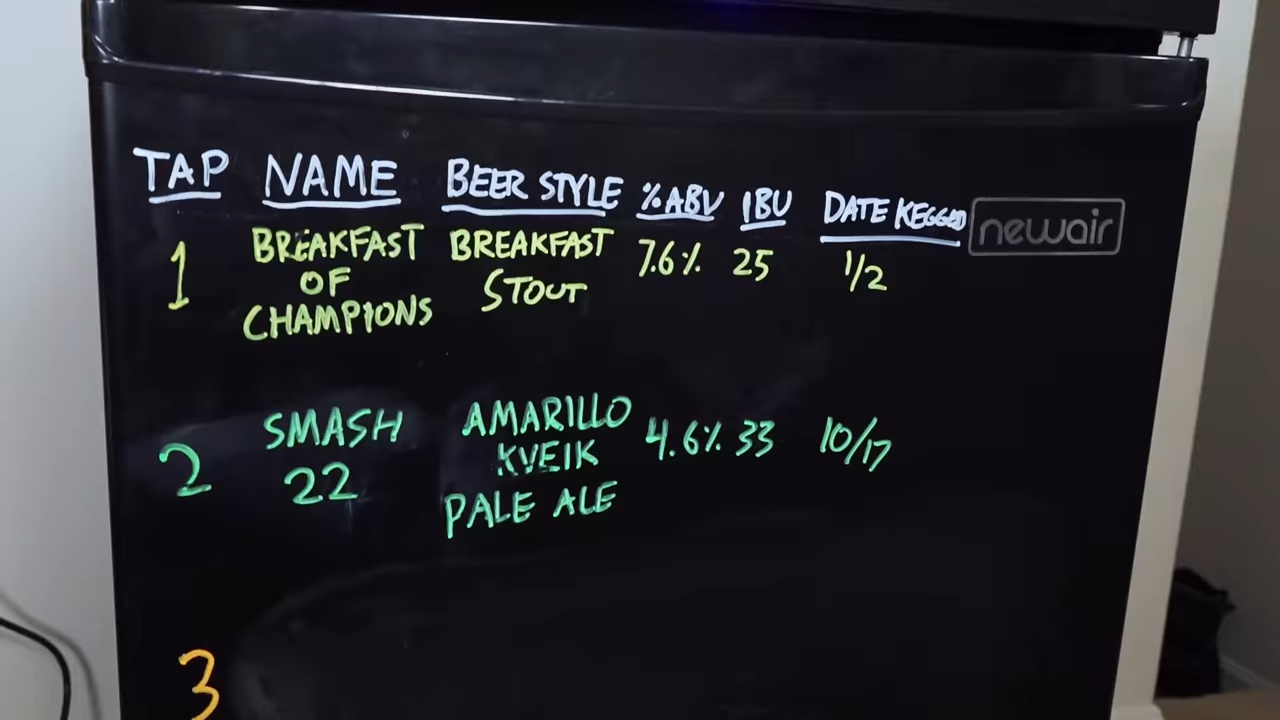 TAP NAME BEER STYLE %ABV IBU DATE KEGGED
newair
1 BREAKFAST OF CHAMPIONS BREAKFAST STOUT 7.6% 25 1/2
2 SMASH 22 AMARILLO KVEIK PALE ALE 4.6% 33 10/17
3